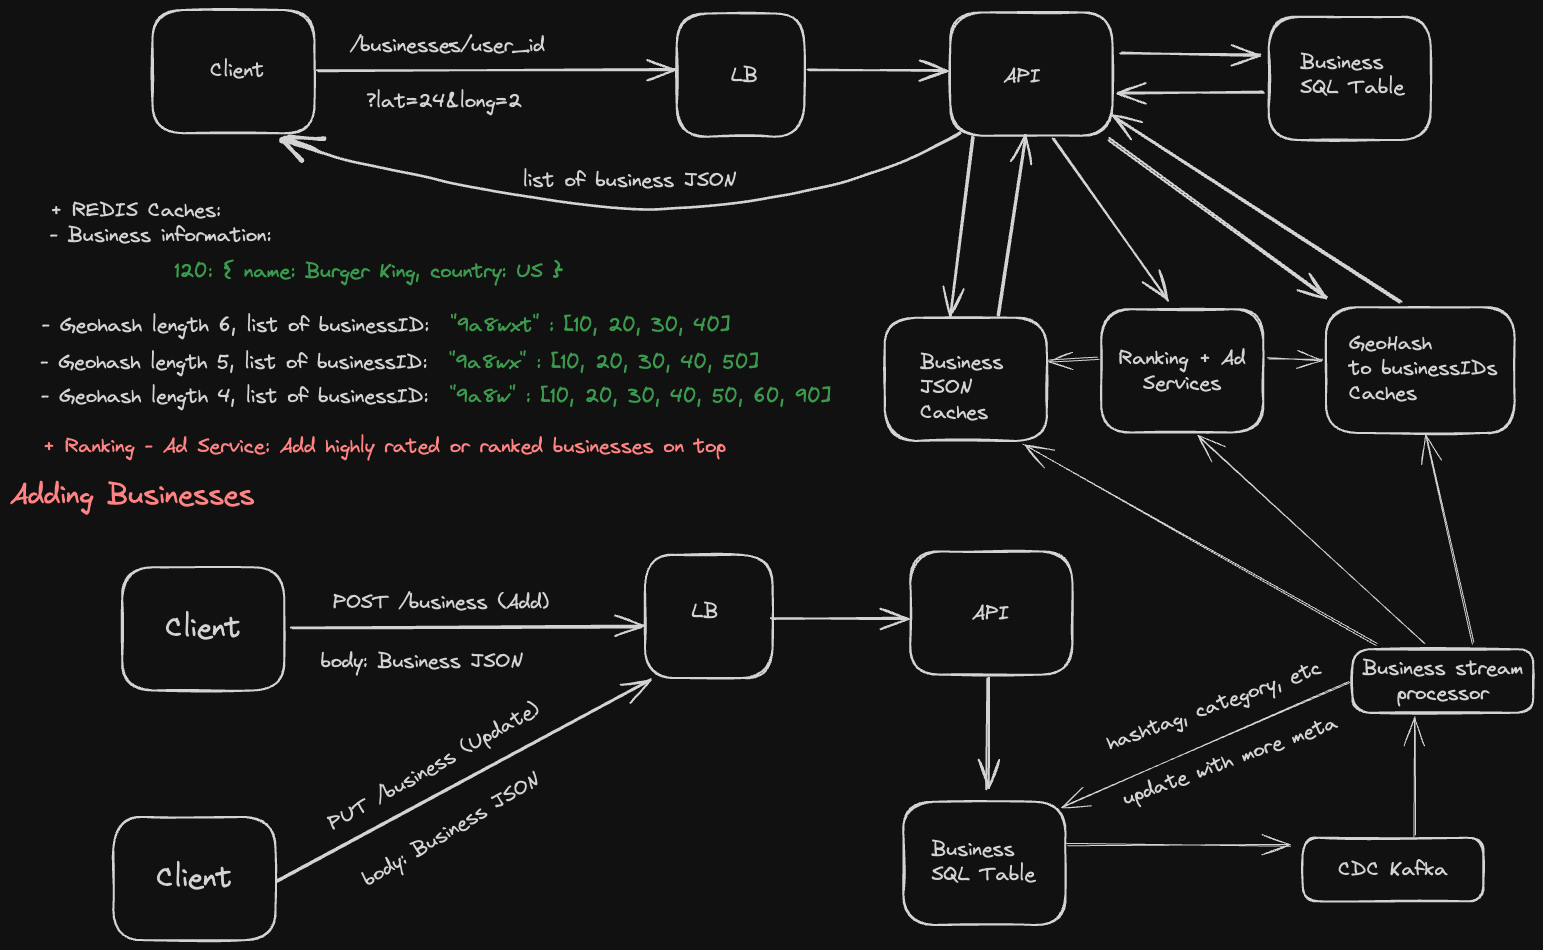 Client
/businesses/user_id
?lat=24&long=2
LB
API
Business
SQL Table
list of business JSON
+ REDIS Caches:
- Business information:
120: { name: Burger King, country: US }
- Geohash length 6, list of businessID: "9a8wxt" : [10, 20, 30, 40]
- Geohash length 5, list of businessID: "9a8wx" : [10, 20, 30, 40, 50]
- Geohash length 4, list of businessID: "9a8w" : [10, 20, 30, 40, 50, 60, 90]
+ Ranking - Ad Service: Add highly rated or ranked businesses on top
Business
JSON
Caches
Ranking + Ad
Services
GeoHash
to businessIDs
Caches
Adding Businesses
Client
POST /business (Add)
body: Business JSON
LB
API
Business stream
processor
hashtag, category, etc
update with more meta
PUT /business (Update)
body: Business JSON
Client
Business
SQL Table
CDC Kafka